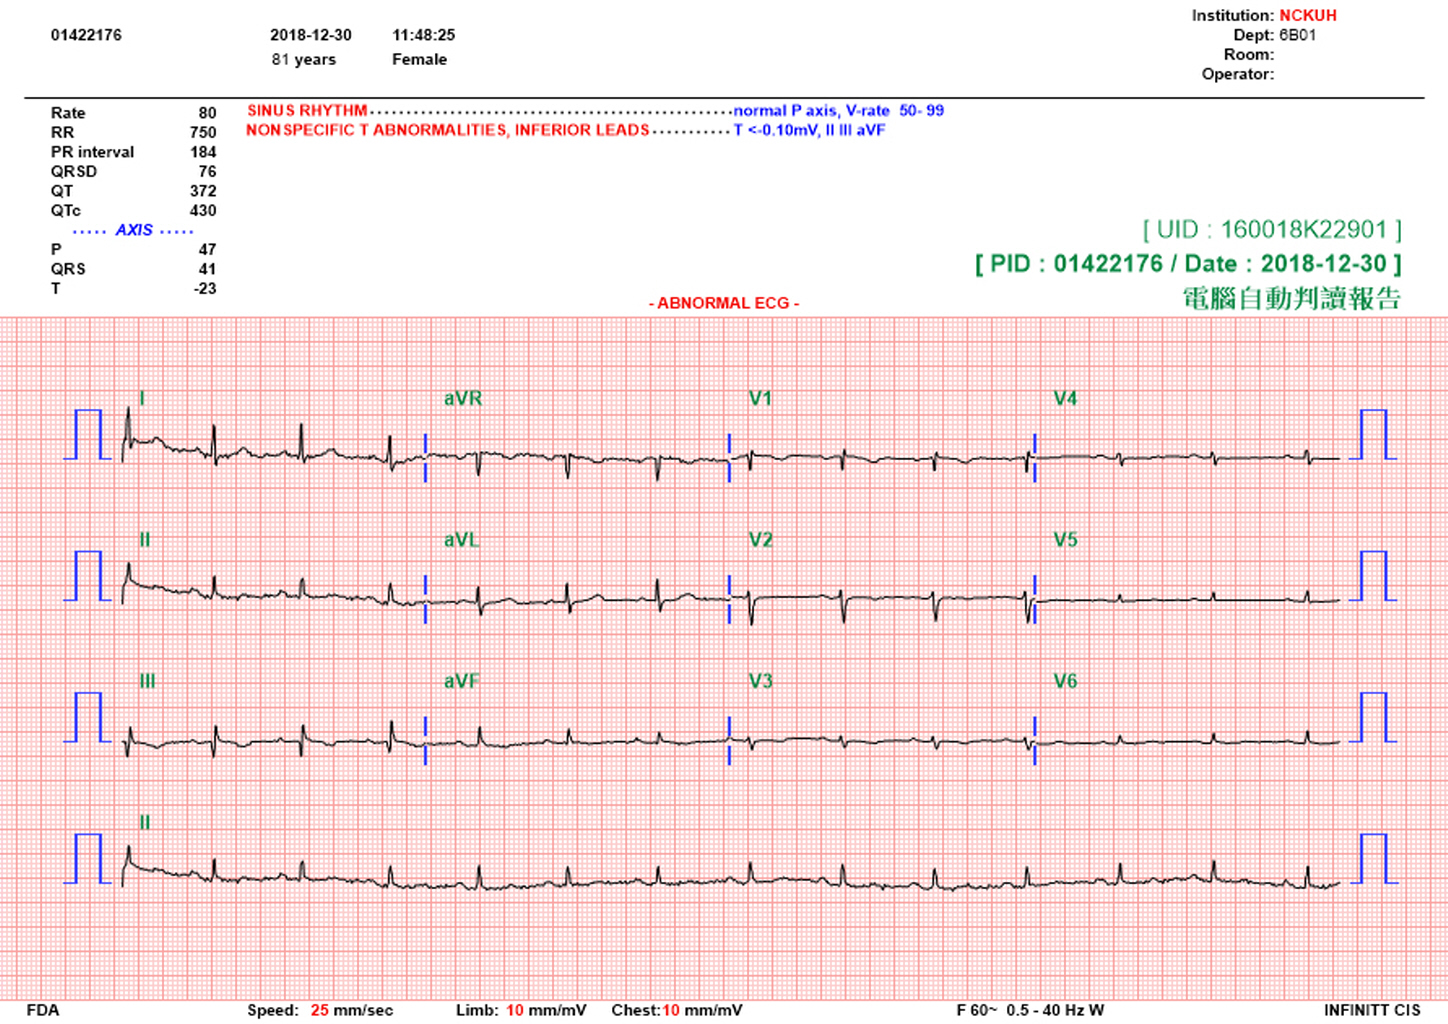 01422176 2018-12-30 11:48:25
81 years Female
Institution: NCKUH
Dept: 6B01
Room:
Operator:
Rate 80
RR 750
PR interval 184
QRSD 76
QT 372
QTc 430
..... AXIS .....
P 47
QRS 41
T -23
SINUS RHYTHM normal P axis, V-rate 50- 99
NONSPECIFIC T ABNORMALITIES, INFERIOR LEADS T <-0.10mV, II III aVF
[ UID : 160018K22901 ]
[ PID : 01422176 / Date : 2018-12-30 ]
電腦自動判讀報告
- ABNORMAL ECG -
I aVR V1 V4
II aVL V2 V5
III aVF V3 V6
II
FDA Speed: 25 mm/sec Limb: 10 mm/mV Chest:10 mm/mV F 60~ 0.5 - 40 Hz W INFINITT CIS